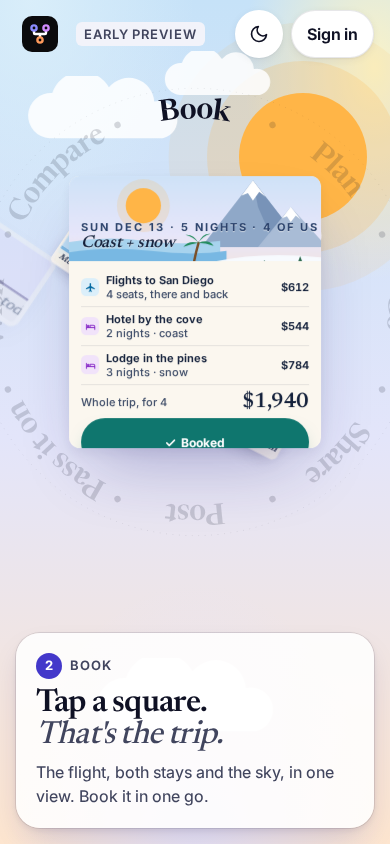 EARLY PREVIEW
Sign in
Book
Compare
Plan
SUN DEC 13 · 5 NIGHTS · 4 OF US
Coast + snow
Flights to San Diego
4 seats, there and back
$612
Hotel by the cove
2 nights · coast
$544
Lodge in the pines
3 nights · snow
$784
Whole trip, for 4
$1,940
✓ Booked
Pass it on
Share
Post
2
BOOK
Tap a square.
That's the trip.
The flight, both stays and the sky, in one
view. Book it in one go.